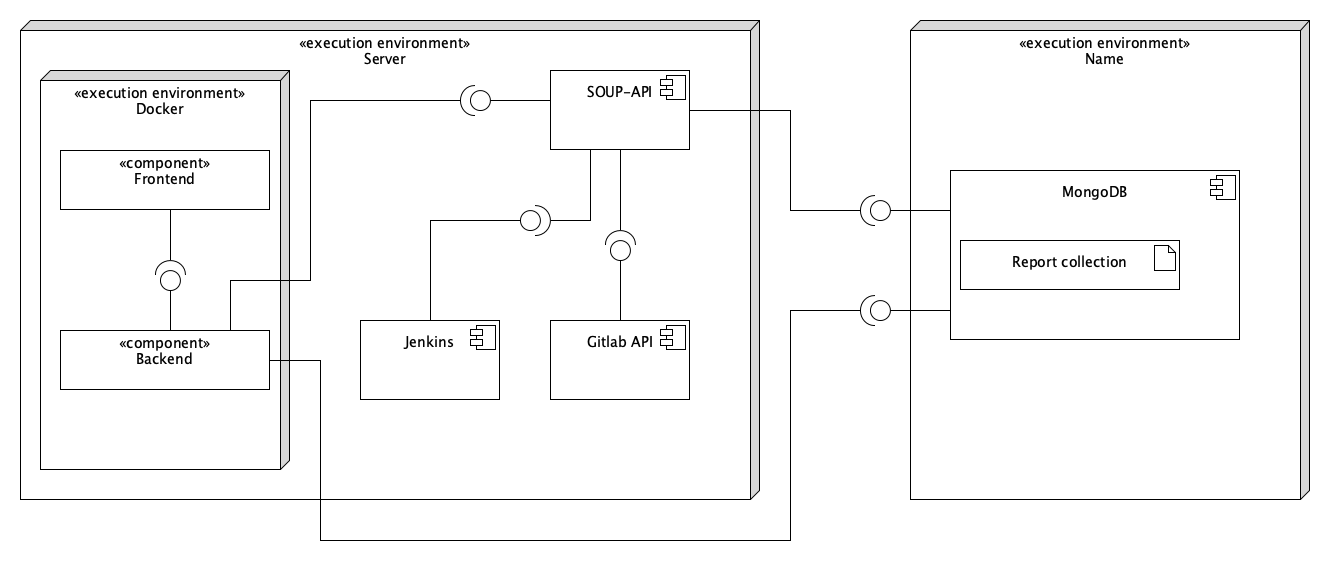 «execution environment»
Server
«execution environment»
Docker
«component»
Frontend
«component»
Backend
SOUP-API
Jenkins
Gitlab API
«execution environment»
Name
MongoDB
Report collection